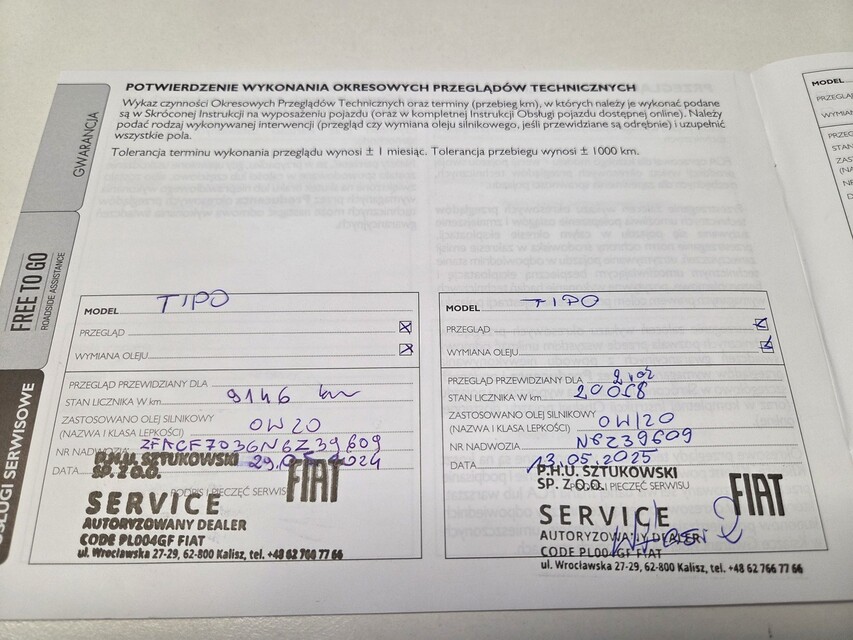 POTWIERDZENIE WYKONANIA OKRESOWYCH PRZEGLĄDÓW TECHNICZNYCH
Wykaz czynności Okresowych Przeglądów Technicznych oraz terminy (przebieg km), w których należy je wykonać podane
są w Skróconej Instrukcji na wyposażeniu pojazdu (oraz w kompletnej Instrukcji Obsługi pojazdu dostępnej online). Należy
podać rodzaj wykonywanej interwencji (przegląd czy wymiana oleju silnikowego, jeśli przewidziane są odrębnie) i uzupełnić
wszystkie pola.
Tolerancja terminu wykonania przeglądu wynosi ± 1 miesiąc. Tolerancja przebiegu wynosi ± 1000 km.
GWARANCJA
FREE TO GO
ROADSIDE ASSISTANCE
USŁUGI SERWISOWE
MODEL TIPO
PRZEGLĄD
WYMIANA OLEJU
PRZEGLĄD PRZEWIDZIANY DLA
STAN LICZNIKA W km 9146 km
ZASTOSOWANO OLEJ SILNIKOWY
(NAZWA I KLASA LEPKOŚCI) 0W20
NR NADWOZIA ZFACF7036N6Z39609
DATA 29.05.2024
P.H.U. SZTUKOWSKI
SP. Z O.O.
PODPIS I PIECZĘĆ SERWISU
FIAT
SERVICE
AUTORYZOWANY DEALER
CODE PL004GF FIAT
ul. Wrocławska 27-29, 62-800 Kalisz, tel. +48 62 766 77 66
MODEL TIPO
PRZEGLĄD
WYMIANA OLEJU
PRZEGLĄD PRZEWIDZIANY DLA
STAN LICZNIKA W km 20058
ZASTOSOWANO OLEJ SILNIKOWY
(NAZWA I KLASA LEPKOŚCI) 0W20
NR NADWOZIA N6Z39609
DATA 13.05.2025
P.H.U. SZTUKOWSKI
SP. Z O.O.
PODPIS I PIECZĘĆ SERWISU
FIAT
SERVICE
AUTORYZOWANY DEALER
CODE PL004GF FIAT
ul. Wrocławska 27-29, 62-800 Kalisz, tel. +48 62 766 77 66
MODEL